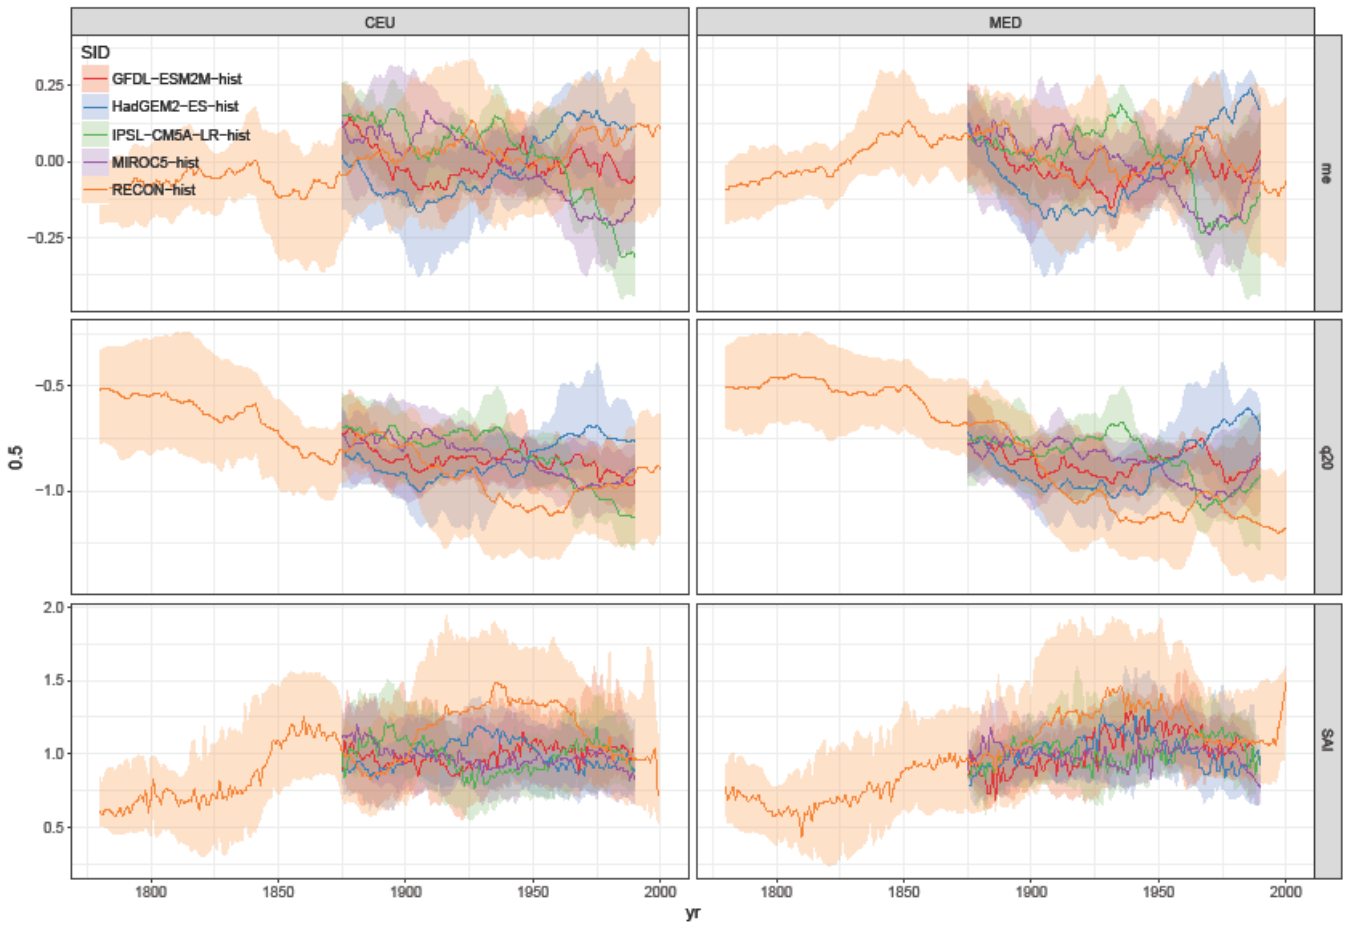 CEU
MED
SID
GFDL-ESM2M-hist
HadGEM2-ES-hist
IPSL-CM5A-LR-hist
MIROC5-hist
RECON-hist
0.25
0.00
-0.25
me
-0.5
-1.0
q20
0.5
2.0
1.5
1.0
0.5
SAI
1800 1850 1900 1950 2000
1800 1850 1900 1950 2000
yr